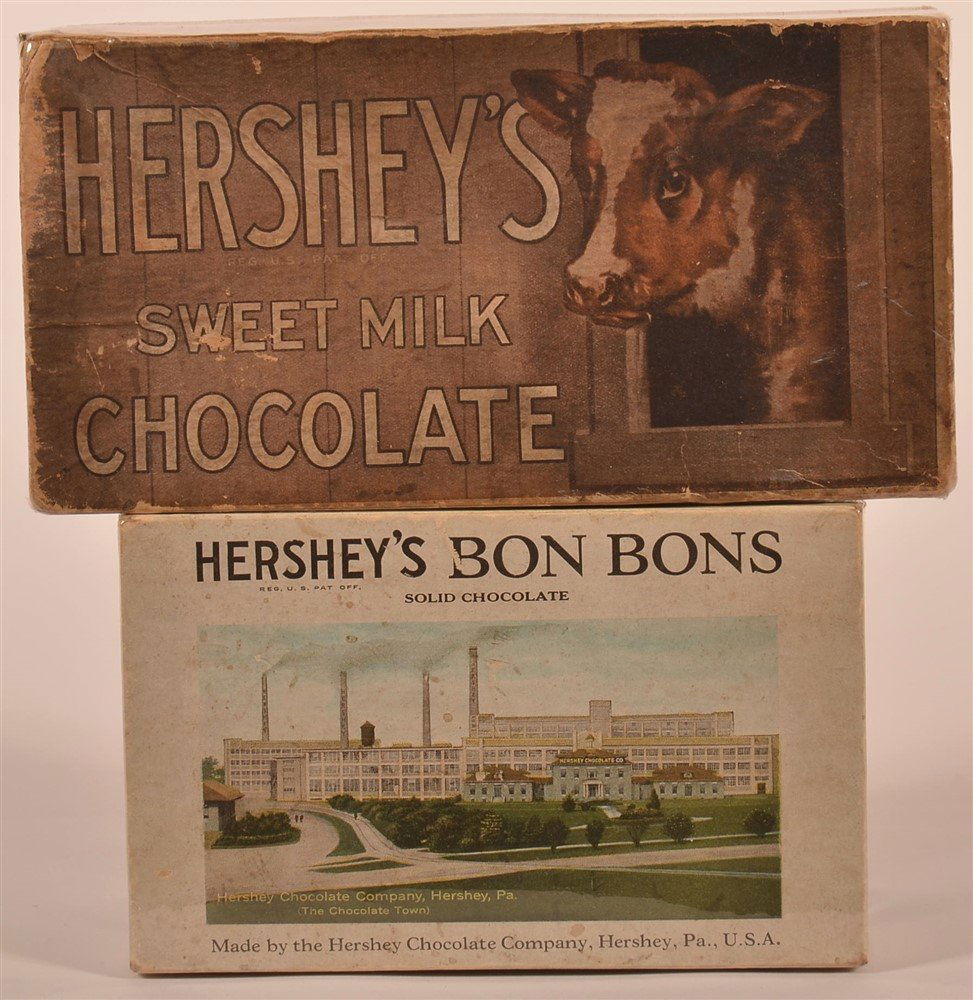 HERSHEY'S
REG. U.S. PAT. OFF.
SWEET MILK
CHOCOLATE
HERSHEY'S BON BONS
REG. U. S. PAT OFF.
SOLID CHOCOLATE
HERSHEY CHOCOLATE CO
Hershey Chocolate Company, Hershey, Pa.
(The Chocolate Town)
Made by the Hershey Chocolate Company, Hershey, Pa., U.S.A.